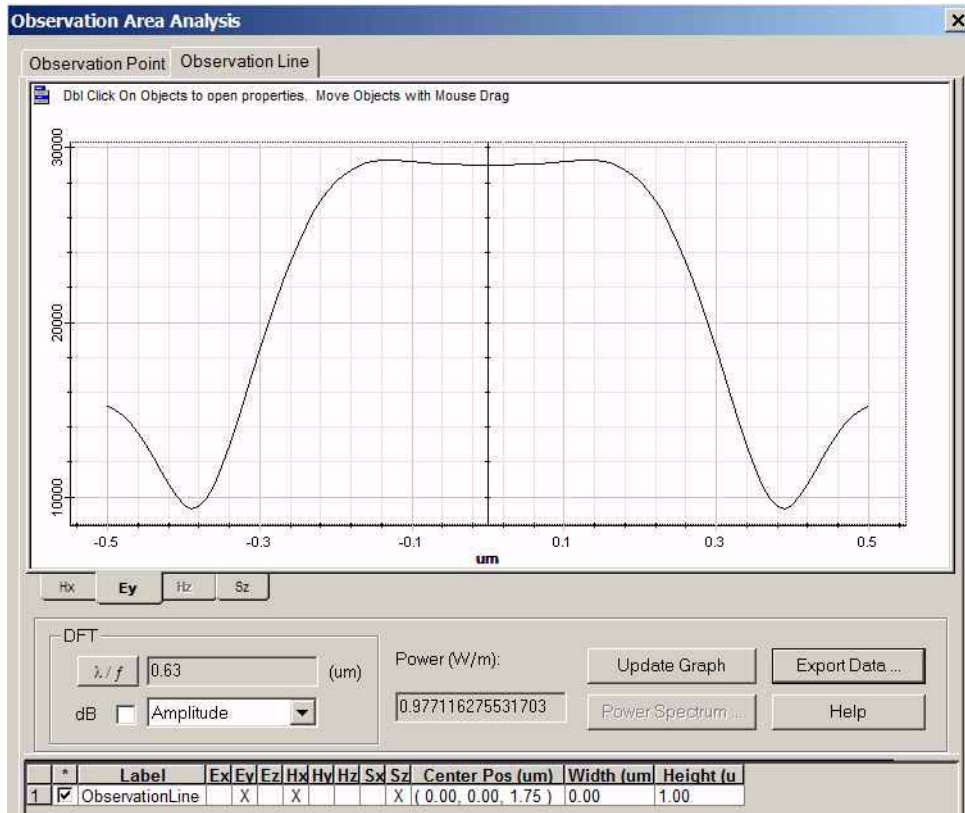 Observation Area Analysis
Observation Point Observation Line
Dbl Click On Objects to open properties. Move Objects with Mouse Drag
30000
20000
10000
-0.5 -0.3 -0.1 0.1 0.3 0.5
um
Hx Ey Hz Sz
DFT
λ / f 0.63 (um)
dB Amplitude
Power (W/m):
0.977116275531703
Update Graph Export Data ...
Power Spectrum ... Help
* Label Ex Ey Ez Hx Hy Hz Sx Sz Center Pos (um) Width (um Height (u
1 ObservationLine X X X ( 0.00, 0.00, 1.75 ) 0.00 1.00